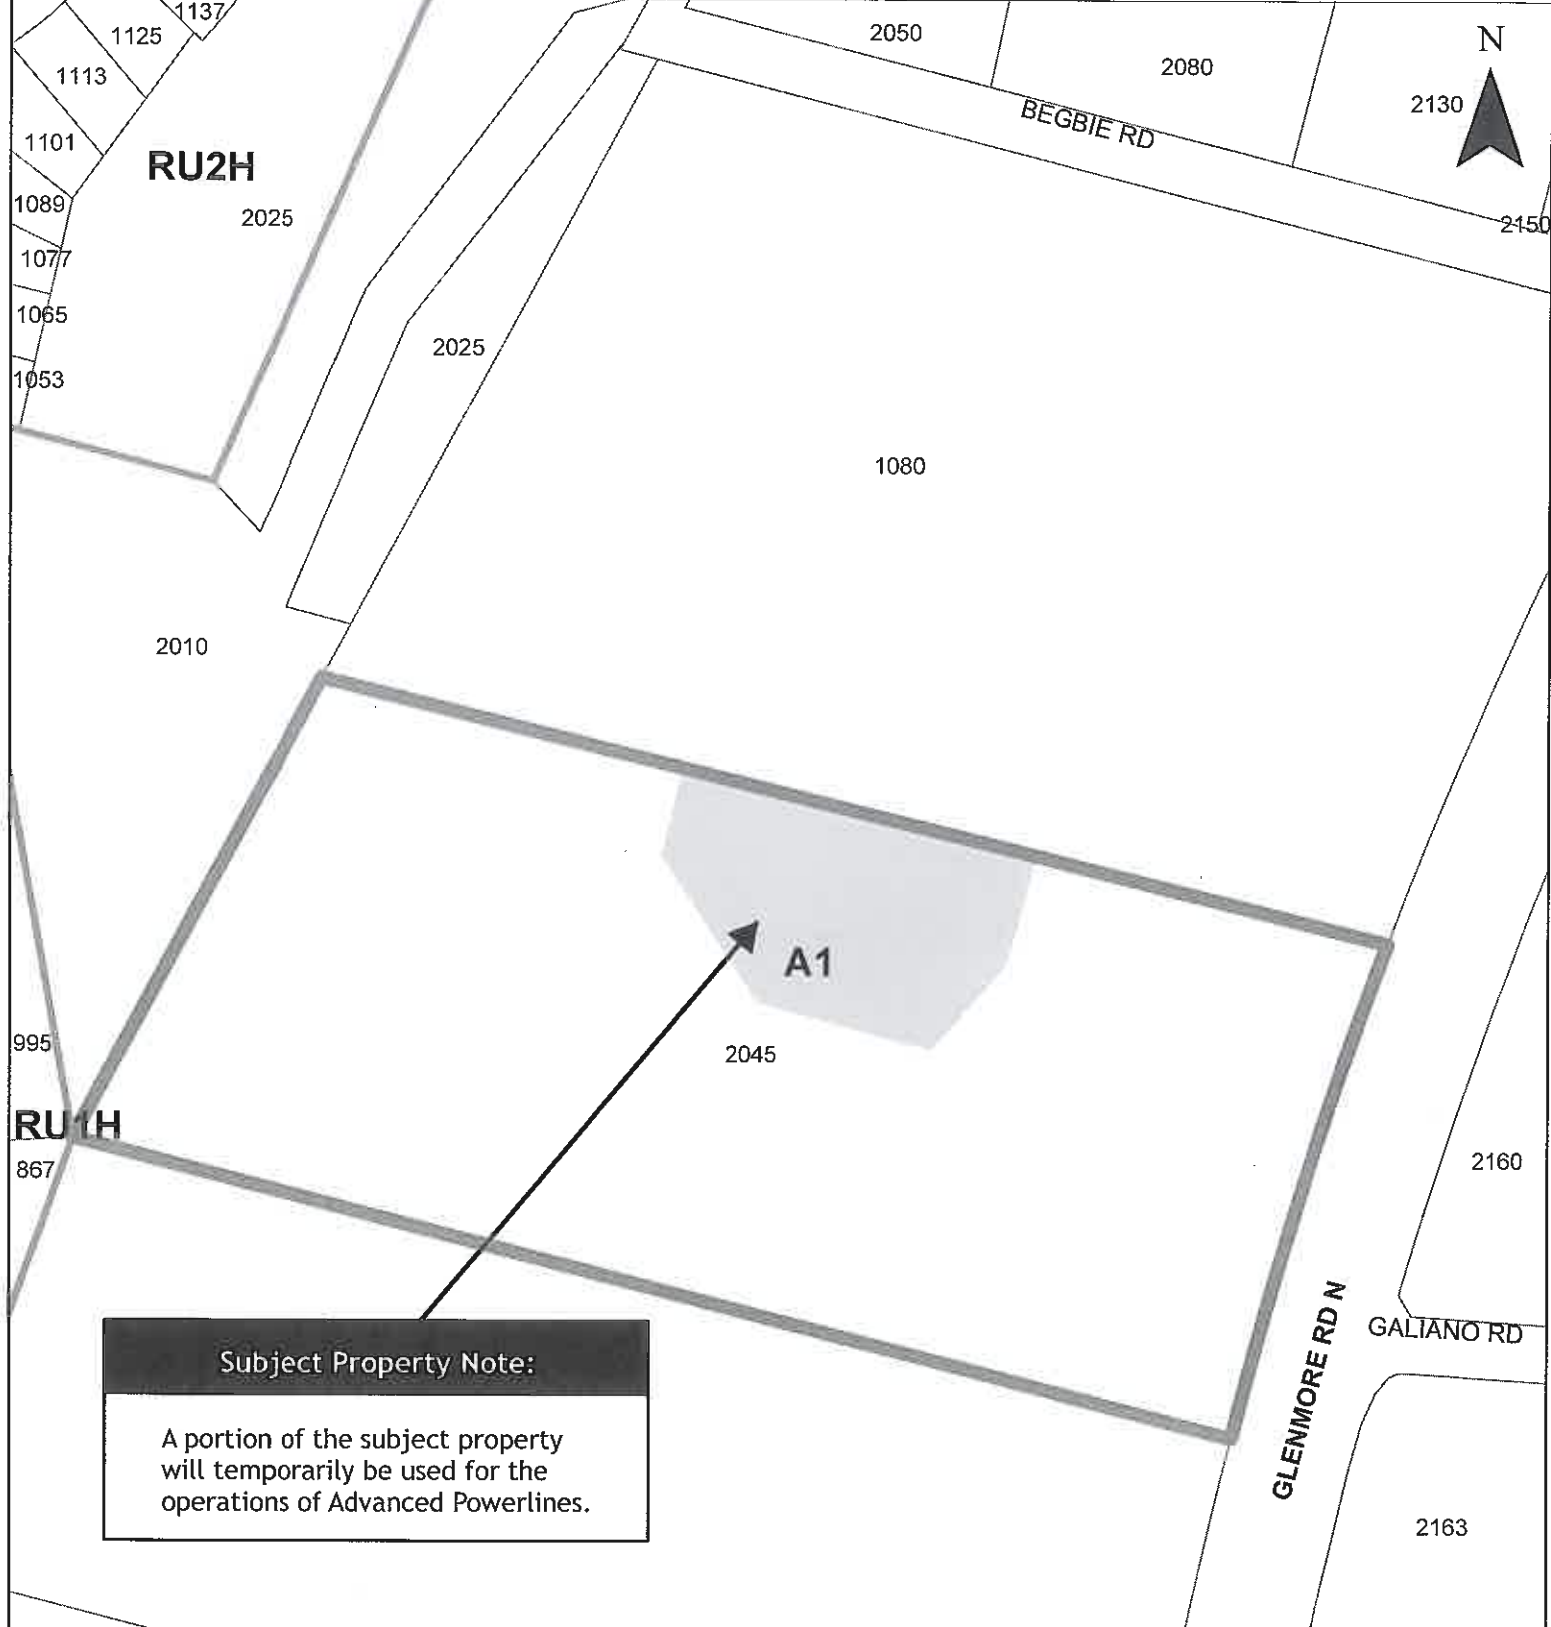 1137
1125
2050
N
2080
1113
2130
BEGBIE RD
1101
RU2H
1089
2025
2150
1077
1065
2025
1053
1080
2010
A1
995
2045
RU1H
867
2160
GLENMORE RD N
GALIANO RD
Subject Property Note:
A portion of the subject property
will temporarily be used for the
operations of Advanced Powerlines.
2163